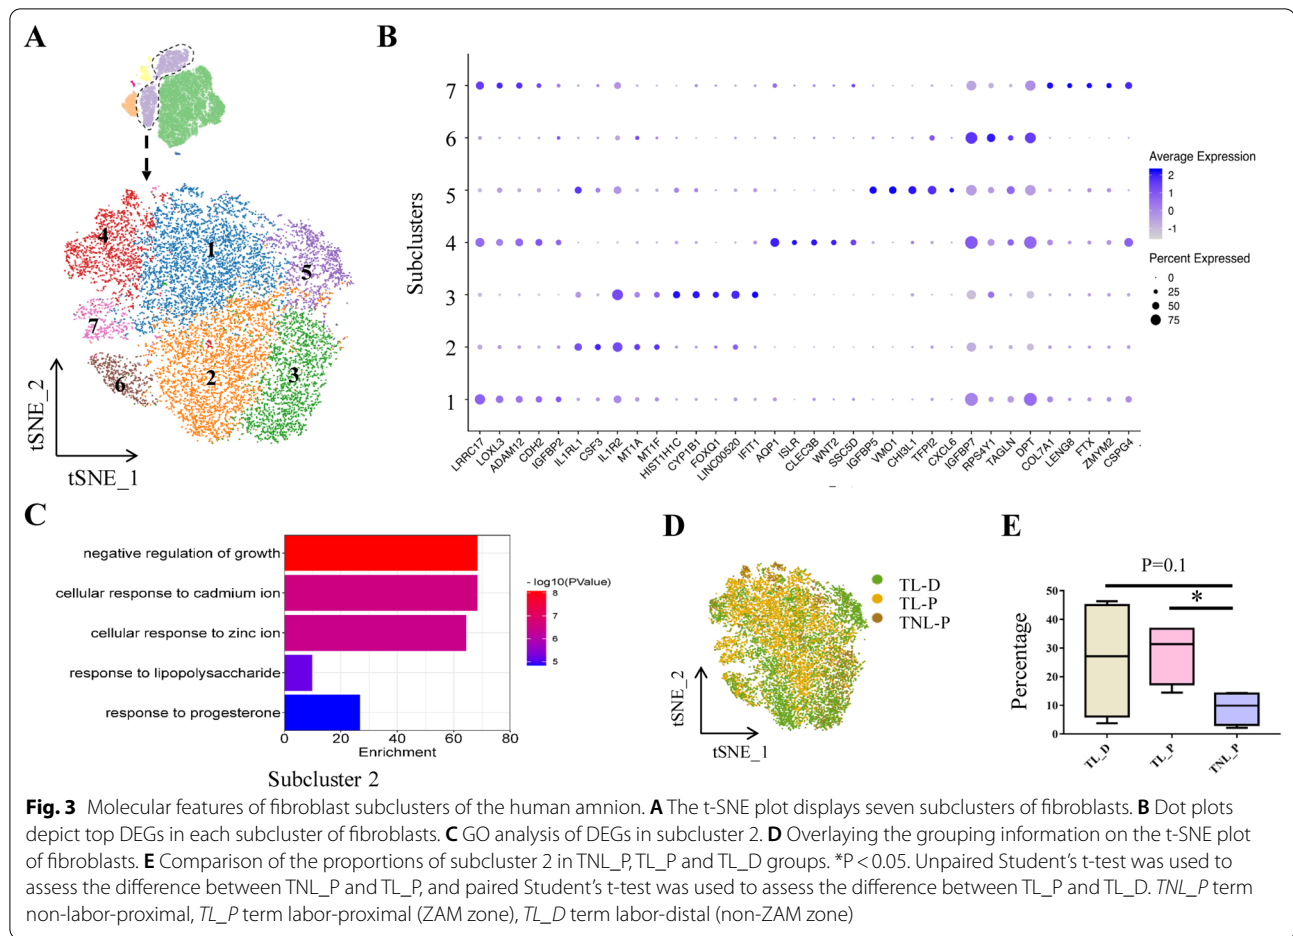 A
4
1
5
7
6
2
3
tSNE_2
tSNE_1
B
Subclusters
7
6
5
4
3
2
1
LRRC17
LOXL3
ADAM12
CDH2
IGFBP2
IL1RL1
CSF3
IL1R2
MT1A
MT1F
HIST1H1C
CYP1B1
FOXQ1
LINC00520
IFIT1
AQP1
ISLR
CLEC3B
WNT2
SSC5D
IGFBP5
VMO1
CHI3L1
TFPI2
CXCL6
IGFBP7
RPS4Y1
TAGLN
DPT
COL7A1
LENG8
FTX
ZMYM2
CSPG4
Average Expression
2
1
0
-1
Percent Expressed
0
25
50
75
C
negative regulation of growth
cellular response to cadmium ion
cellular response to zinc ion
response to lipopolysaccharide
response to progesterone
0 20 40 60 80
Enrichment
Subcluster 2
- log10(PValue)
8
7
6
5
D
TL-D
TL-P
TNL-P
tSNE_2
tSNE_1
E
P=0.1
*
Percentage
50
40
30
20
10
0
TL_D
TL_P
TNL_P
Fig. 3 Molecular features of fibroblast subclusters of the human amnion. A The t-SNE plot displays seven subclusters of fibroblasts. B Dot plots
depict top DEGs in each subcluster of fibroblasts. C GO analysis of DEGs in subcluster 2. D Overlaying the grouping information on the t-SNE plot
of fibroblasts. E Comparison of the proportions of subcluster 2 in TNL_P, TL_P and TL_D groups. *P < 0.05. Unpaired Student's t-test was used to
assess the difference between TNL_P and TL_P, and paired Student's t-test was used to assess the difference between TL_P and TL_D. TNL_P term
non-labor-proximal, TL_P term labor-proximal (ZAM zone), TL_D term labor-distal (non-ZAM zone)